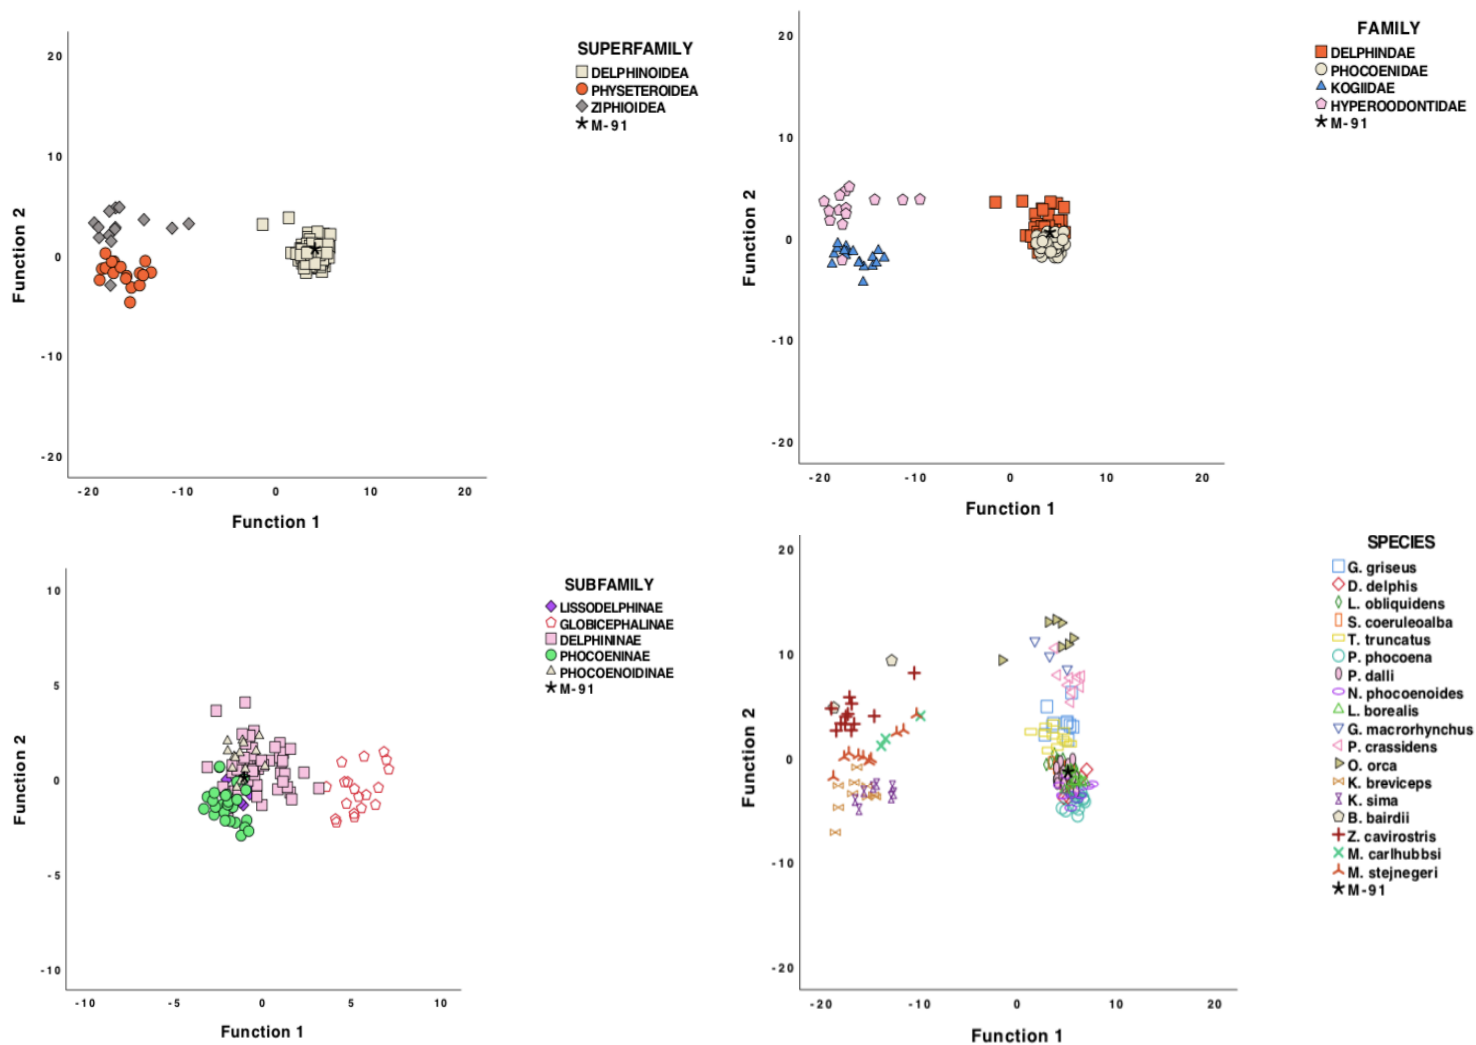 SUPERFAMILY
DELPHINOIDEA
PHYSETEROIDEA
ZIPHIOIDEA
M-91
20
10
0
-10
-20
Function 2
-20
-10
0
10
20
Function 1
FAMILY
DELPHINDAE
PHOCOENIDAE
KOGIIDAE
HYPEROODONTIDAE
M-91
20
10
0
-10
-20
Function 2
-20
-10
0
10
20
Function 1
SUBFAMILY
LISSODELPHINAE
GLOBICEPHALINAE
DELPHININAE
PHOCOENINAE
PHOCOENOIDINAE
M-91
10
5
0
-5
-10
Function 2
-10
-5
0
5
10
Function 1
SPECIES
G. griseus
D. delphis
L. obliquidens
S. coeruleoalba
T. truncatus
P. phocoena
P. dalli
N. phocoenoides
L. borealis
G. macrorhynchus
P. crassidens
O. orca
K. breviceps
K. sima
B. bairdii
Z. cavirostris
M. carlhubbsi
M. stejnegeri
M-91
20
10
0
-10
-20
Function 2
-20
-10
0
10
20
Function 1